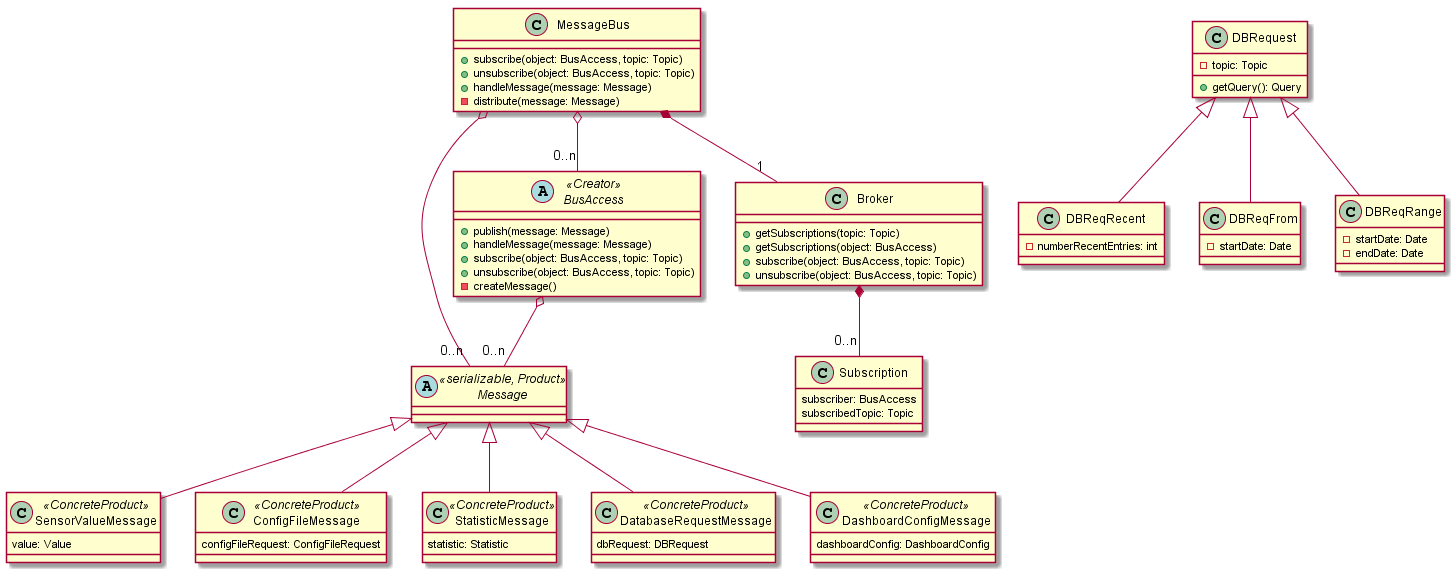 C MessageBus
subscribe(object: BusAccess, topic: Topic)
unsubscribe(object: BusAccess, topic: Topic)
handleMessage(message: Message)
distribute(message: Message)
C DBRequest
topic: Topic
getQuery(): Query
0..n
1
A «Creator»
BusAccess
publish(message: Message)
handleMessage(message: Message)
subscribe(object: BusAccess, topic: Topic)
unsubscribe(object: BusAccess, topic: Topic)
createMessage()
C Broker
getSubscriptions(topic: Topic)
getSubscriptions(object: BusAccess)
subscribe(object: BusAccess, topic: Topic)
unsubscribe(object: BusAccess, topic: Topic)
C DBReqRecent
numberRecentEntries: int
C DBReqFrom
startDate: Date
C DBReqRange
startDate: Date
endDate: Date
0..n
0..n
0..n
A «serializable, Product»
Message
C Subscription
subscriber: BusAccess
subscribedTopic: Topic
C «ConcreteProduct»
SensorValueMessage
value: Value
C «ConcreteProduct»
ConfigFileMessage
configFileRequest: ConfigFileRequest
C «ConcreteProduct»
StatisticMessage
statistic: Statistic
C «ConcreteProduct»
DatabaseRequestMessage
dbRequest: DBRequest
C «ConcreteProduct»
DashboardConfigMessage
dashboardConfig: DashboardConfig